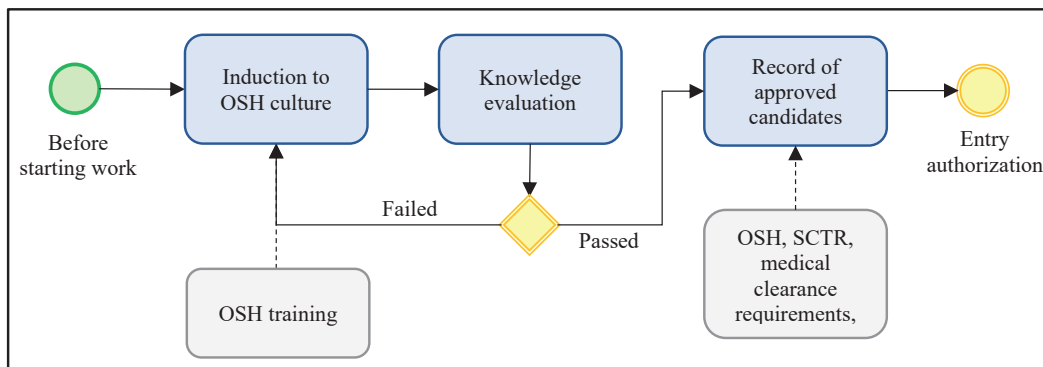 Before
starting work
Induction to
OSH culture
Knowledge
evaluation
Record of
approved
candidates
Entry
authorization
Failed
Passed
OSH training
OSH, SCTR,
medical
clearance
requirements,